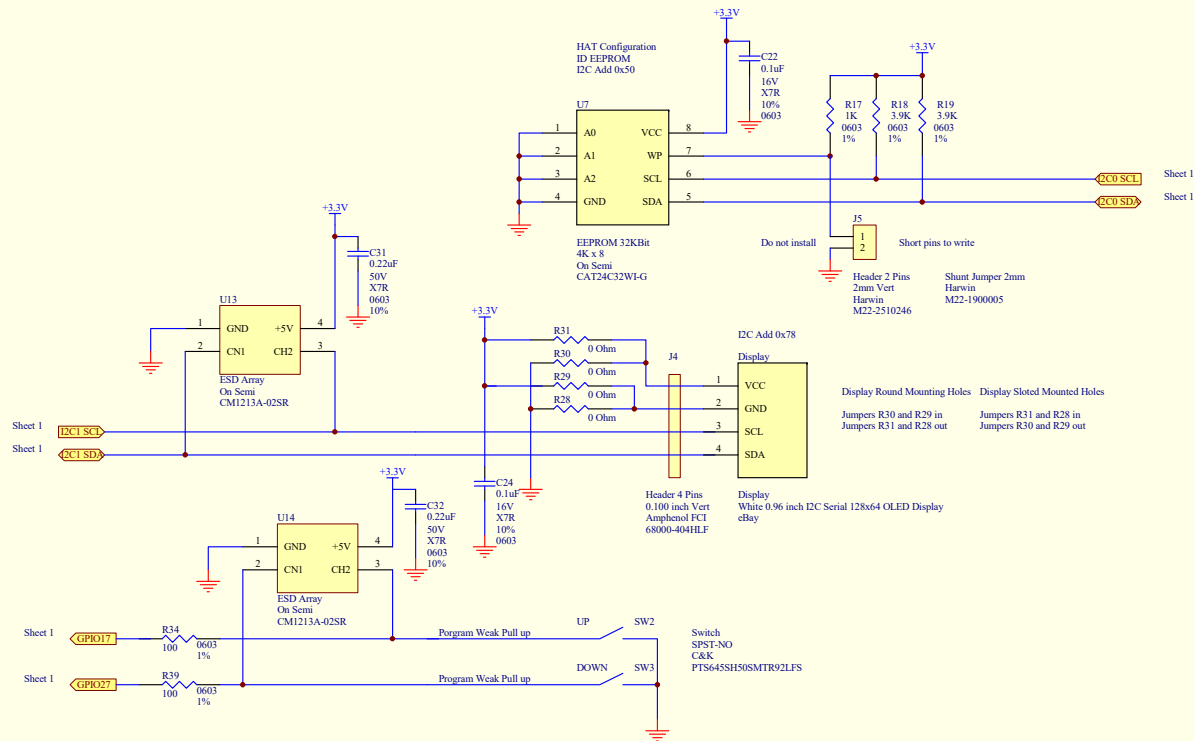 +3.3V
HAT Configuration
ID EEPROM
I2C Add 0x50
C22
0.1uF
16V
X7R
10%
0603
+3.3V
R17
1K
0603
1%
R18
3.9K
0603
1%
R19
3.9K
0603
1%
U7
1 A0 VCC 8
2 A1 WP 7
3 A2 SCL 6
4 GND SDA 5
EEPROM 32KBit
4K x 8
On Semi
CAT24C32WI-G
I2C0 SCL Sheet 1
I2C0 SDA Sheet 1
J5
1
2
Do not install
Short pins to write
Header 2 Pins
2mm Vert
Harwin
M22-2510246
Shunt Jumper 2mm
Harwin
M22-1900005
+3.3V
C31
0.22uF
50V
X7R
0603
10%
U13
1 GND +5V 4
2 CN1 CH2 3
ESD Array
On Semi
CM1213A-02SR
+3.3V
R31
0 Ohm
R30
0 Ohm
R29
0 Ohm
R28
0 Ohm
J4
I2C Add 0x78
Display
1 VCC
2 GND
3 SCL
4 SDA
Display Round Mounting Holes
Jumpers R30 and R29 in
Jumpers R31 and R28 out
Display Sloted Mounted Holes
Jumpers R31 and R28 in
Jumpers R30 and R29 out
Sheet 1 I2C1 SCL
Sheet 1 I2C1 SDA
C24
0.1uF
16V
X7R
10%
0603
Header 4 Pins
0.100 inch Vert
Amphenol FCI
68000-404HLF
Display
White 0.96 inch I2C Serial 128x64 OLED Display
eBay
+3.3V
C32
0.22uF
50V
X7R
0603
10%
U14
1 GND +5V 4
2 CN1 CH2 3
ESD Array
On Semi
CM1213A-02SR
Sheet 1 GPIO17
R34
100
0603
1%
Porgram Weak Pull up
UP SW2
Sheet 1 GPIO27
R39
100
0603
1%
Program Weak Pull up
DOWN SW3
Switch
SPST-NO
C&K
PTS645SH50SMTR92LFS